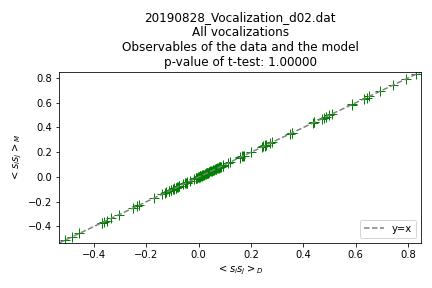 20190828_Vocalization_d02.dat
All vocalizations
Observables of the data and the model
p-value of t-test: 1.00000
0.8
0.6
0.4
0.2
0.0
−0.2
−0.4
< sᵢsⱼ >_M
y=x
−0.4 −0.2 0.0 0.2 0.4 0.6 0.8
< sᵢsⱼ >_D